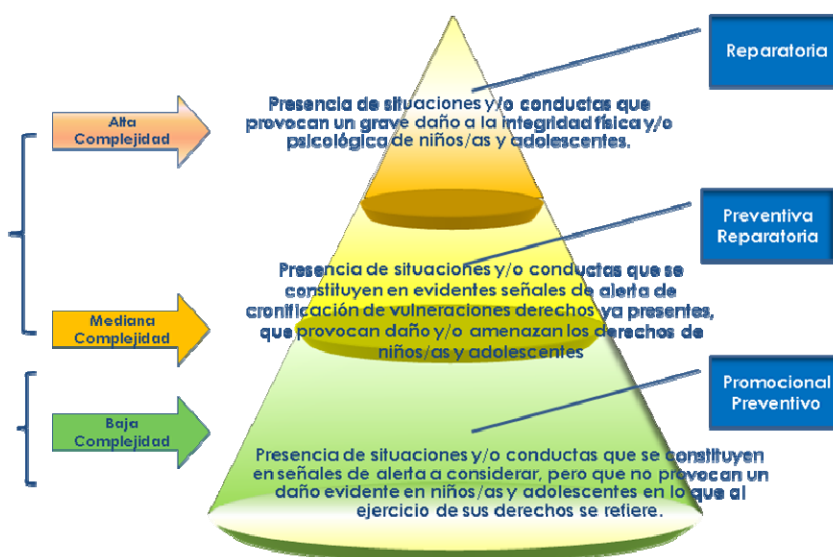 Reparatoria
Alta
Complejidad
Presencia de situaciones y/o conductas que
provocan un grave daño a la integridad física y/o
psicológica de niños/as y adolescentes.
Preventiva
Reparatoria
Presencia de situaciones y/o conductas que se
constituyen en evidentes señales de alerta de
cronificación de vulneraciones derechos ya presentes,
que provocan daño y/o amenazan los derechos de
niños/as y adolescentes
Mediana
Complejidad
Promocional
Preventivo
Baja
Complejidad
Presencia de situaciones y/o conductas que se constituyen
en señales de alerta a considerar, pero que no provocan un
daño evidente en niños/as y adolescentes en lo que al
ejercicio de sus derechos se refiere.